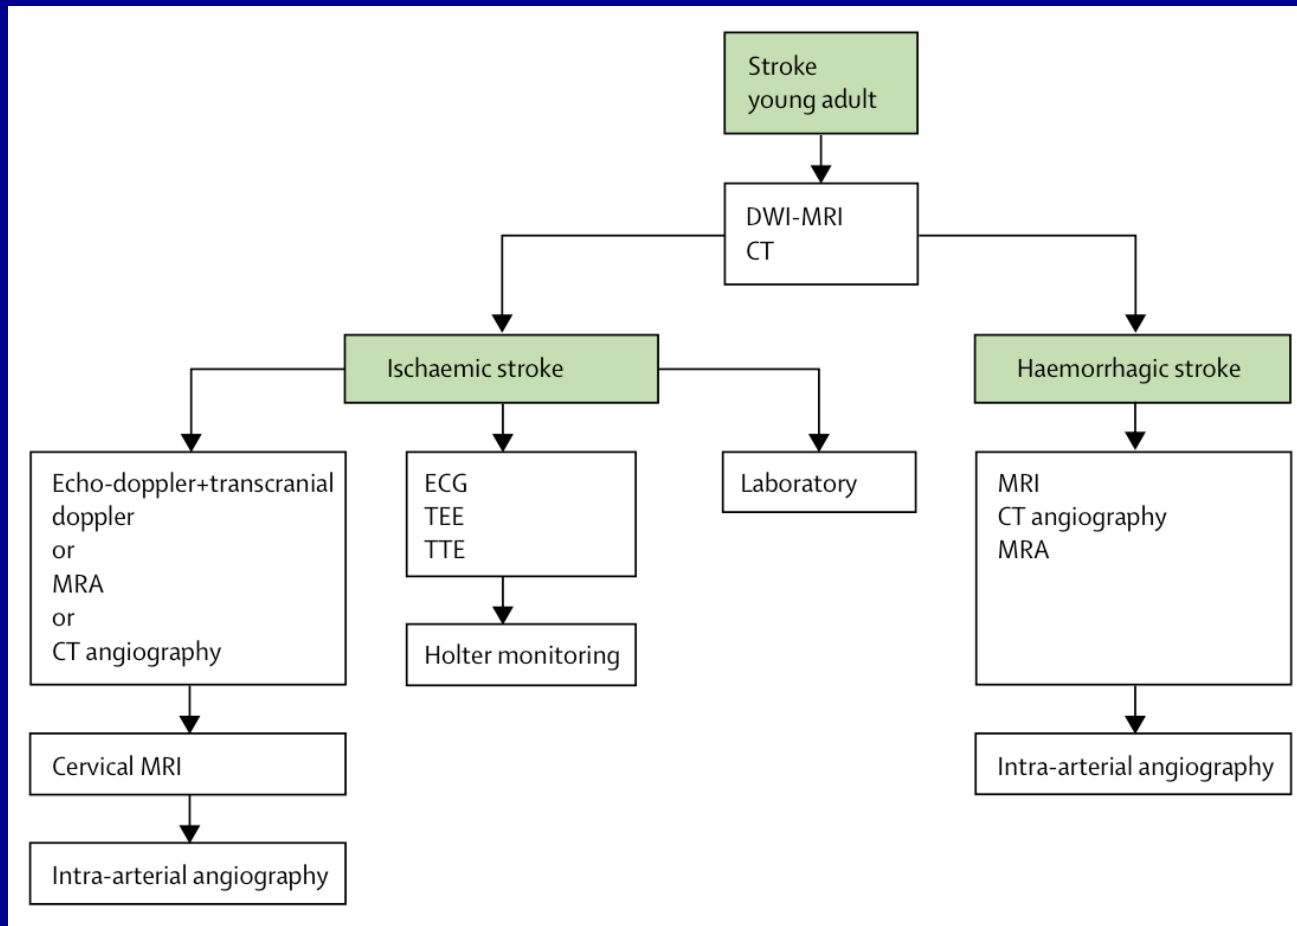 Stroke
young adult
DWI-MRI
CT
Ischaemic stroke
Haemorrhagic stroke
Echo-doppler+transcranial
doppler
or
MRA
or
CT angiography
ECG
TEE
TTE
Laboratory
MRI
CT angiography
MRA
Holter monitoring
Cervical MRI
Intra-arterial angiography
Intra-arterial angiography